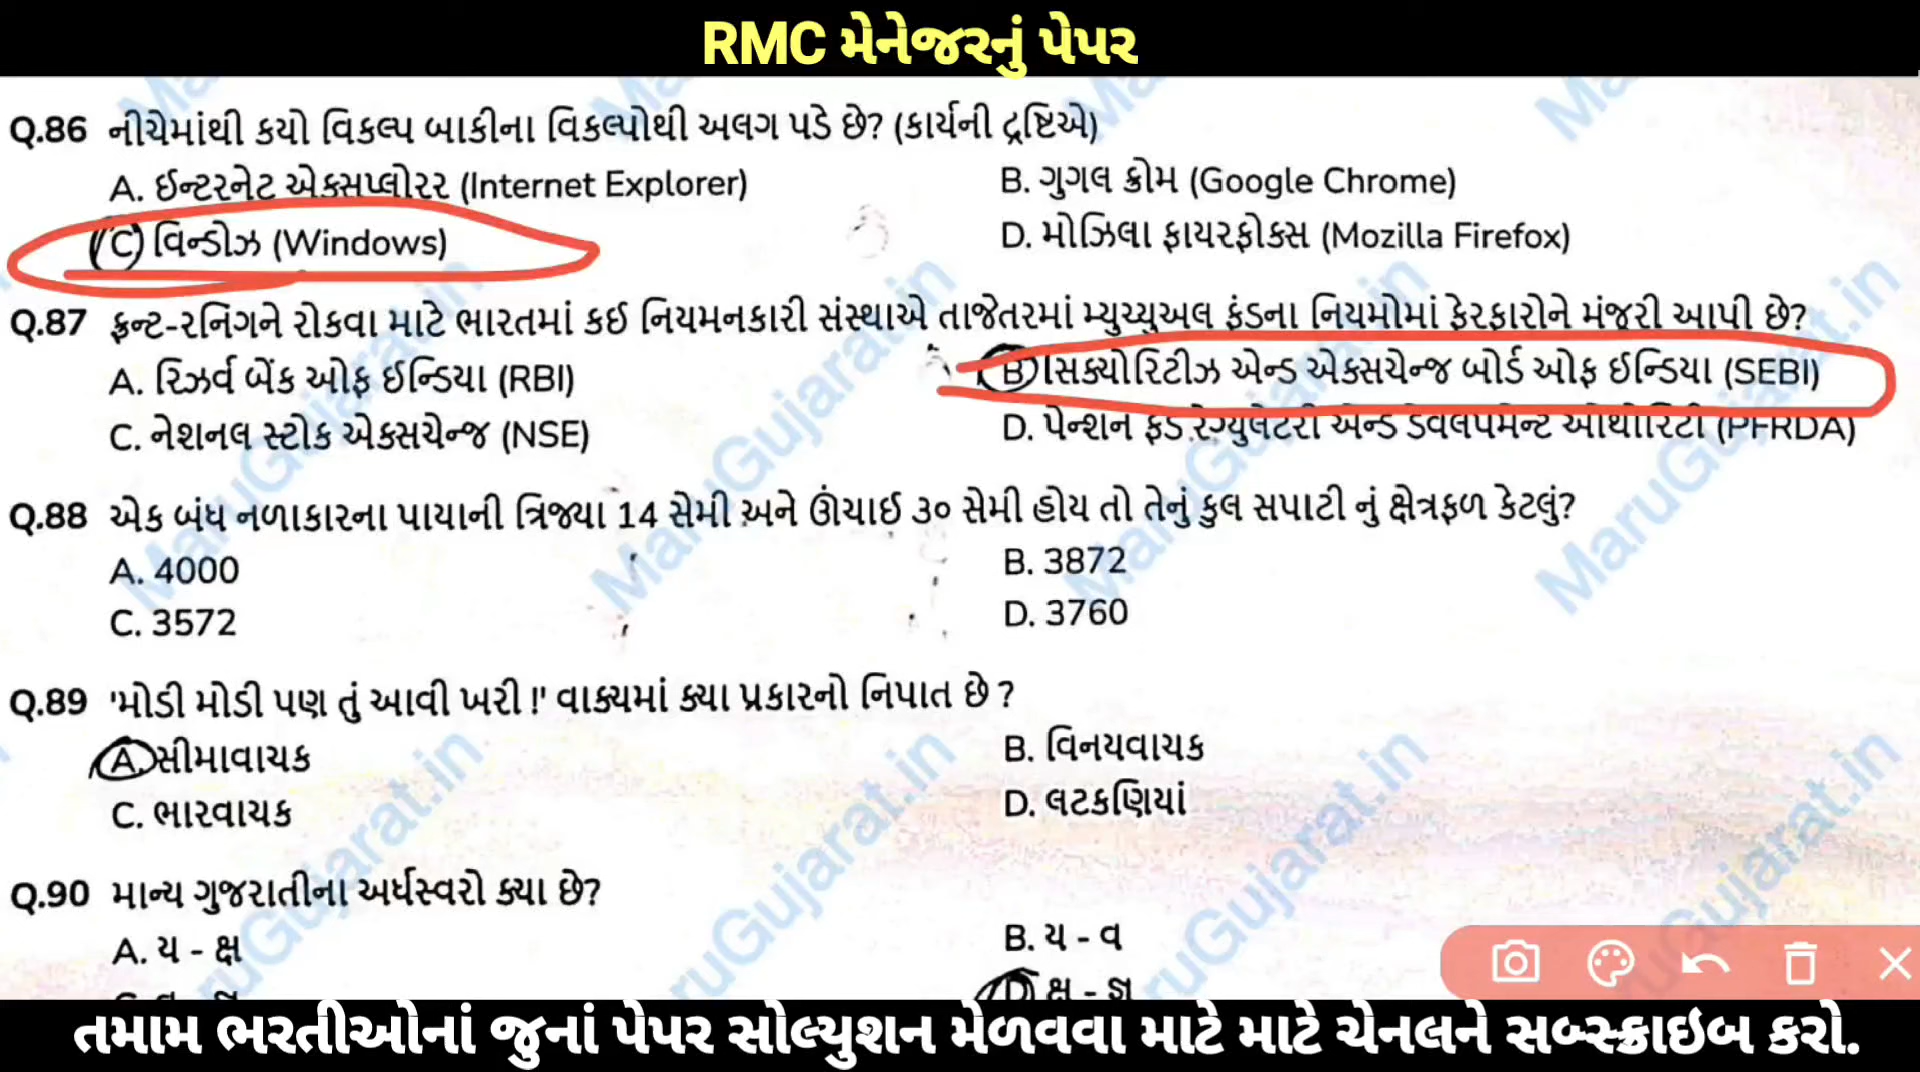 RMC મેનેજરનું પેપર
Q.86 નીચેમાંથી કયો વિકલ્પ બાકીના વિકલ્પોથી અલગ પડે છે? (કાર્યની દ્રષ્ટિએ)
A. ઈન્ટરનેટ એક્સપ્લોરર (Internet Explorer)
B. ગુગલ ક્રોમ (Google Chrome)
C) વિન્ડોઝ (Windows)
D. મોઝિલા ફાયરફોક્સ (Mozilla Firefox)
Q.87 ફ્રન્ટ-રનિંગને રોકવા માટે ભારતમાં કઈ નિયમનકારી સંસ્થાએ તાજેતરમાં મ્યુચ્યુઅલ ફંડના નિયમોમાં ફેરફારોને મંજૂરી આપી છે?
A. રિઝર્વ બેંક ઓફ ઈન્ડિયા (RBI)
B) સિક્યોરિટીઝ એન્ડ એક્સચેન્જ બોર્ડ ઓફ ઈન્ડિયા (SEBI)
C. નેશનલ સ્ટોક એક્સચેન્જ (NSE)
D. પેન્શન ફંડ રેગ્યુલેટરી એન્ડ ડેવલપમેન્ટ ઓથોરિટી (PFRDA)
Q.88 એક બંધ નળાકારના પાયાની ત્રિજ્યા 14 સેમી અને ઊંચાઈ ૩૦ સેમી હોય તો તેનું કુલ સપાટી નું ક્ષેત્રફળ કેટલું?
A. 4000
B. 3872
C. 3572
D. 3760
Q.89 'મોડી મોડી પણ તું આવી ખરી !' વાક્યમાં ક્યા પ્રકારનો નિપાત છે ?
A. સીમાવાચક
B. વિનયવાચક
C. ભારવાચક
D. લટકણિયાં
Q.90 માન્ય ગુજરાતીના અર્ધસ્વરો ક્યા છે?
A. ય - ક્ષ
B. ય - વ
D) ક્ષ - જ્ઞ
તમામ ભરતીઓનાં જુનાં પેપર સોલ્યુશન મેળવવા માટે માટે ચેનલને સબ્સ્ક્રાઇબ કરો.
MaruGujarat.in